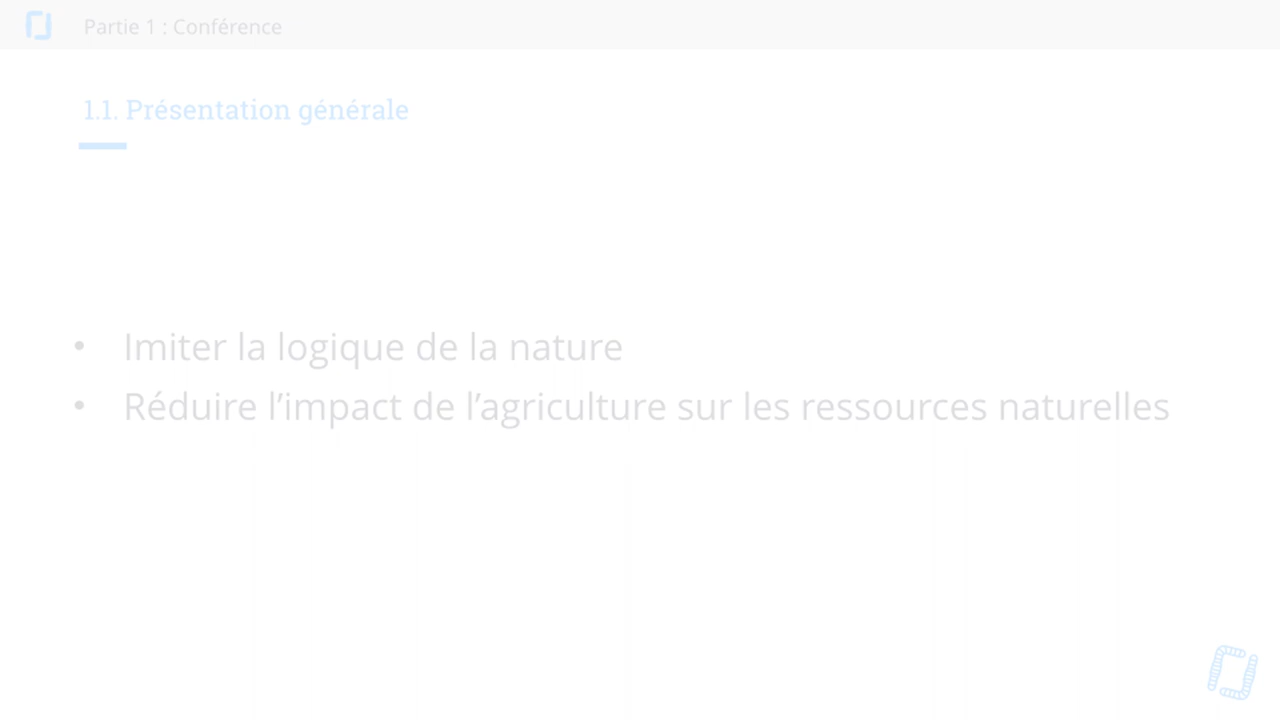 Partie 1 : Conférence
1.1. Présentation générale
• Imiter la logique de la nature
• Réduire l’impact de l’agriculture sur les ressources naturelles